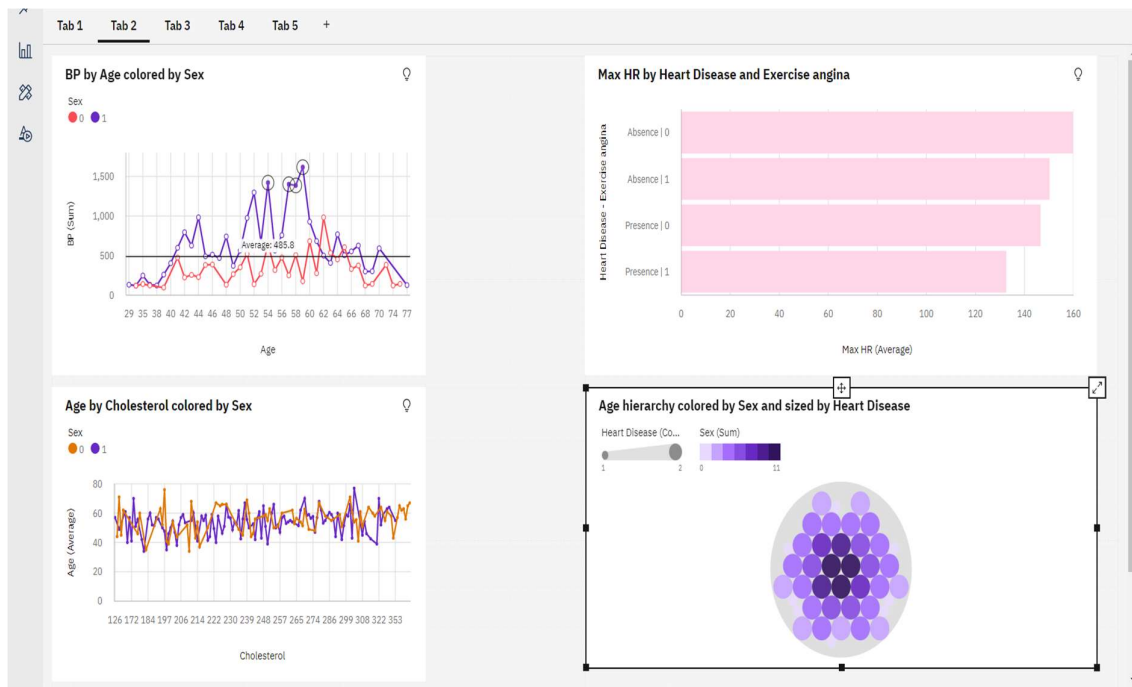 Tab 1 Tab 2 Tab 3 Tab 4 Tab 5 +
BP by Age colored by Sex
Sex
0 1
BP (Sum)
1,500
1,000
500
0
Average: 485.8
29 35 38 40 42 44 46 48 50 52 54 56 58 60 62 64 66 68 70 74 77
Age
Max HR by Heart Disease and Exercise angina
Heart Disease - Exercise angina
Absence | 0
Absence | 1
Presence | 0
Presence | 1
0 20 40 60 80 100 120 140 160
Max HR (Average)
Age by Cholesterol colored by Sex
Sex
0 1
Age (Average)
80
60
40
20
0
126 172 184 197 206 214 222 230 239 248 257 265 274 286 299 308 322 353
Cholesterol
Age hierarchy colored by Sex and sized by Heart Disease
Heart Disease (Co... Sex (Sum)
1 2 0 11